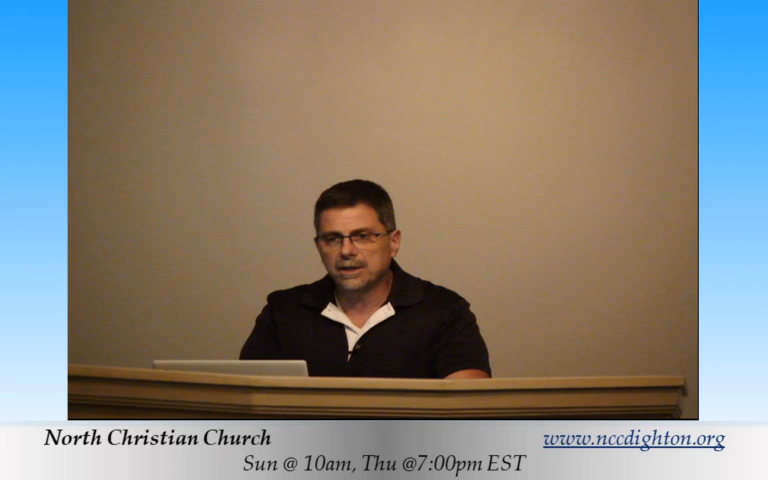 North Christian Church
www.nccdighton.org
Sun @ 10am, Thu @7:00pm EST